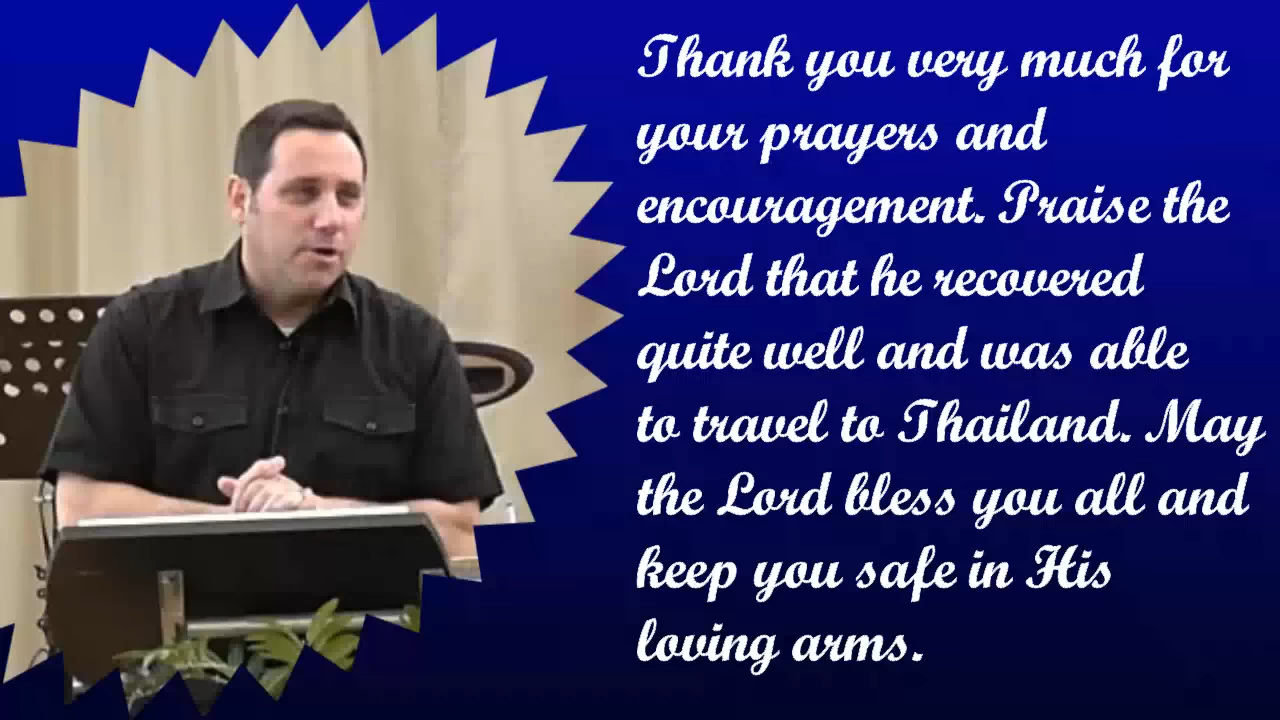 Thank you very much for
your prayers and
encouragement. Praise the
Lord that he recovered
quite well and was able
to travel to Thailand. May
the Lord bless you all and
keep you safe in His
loving arms.